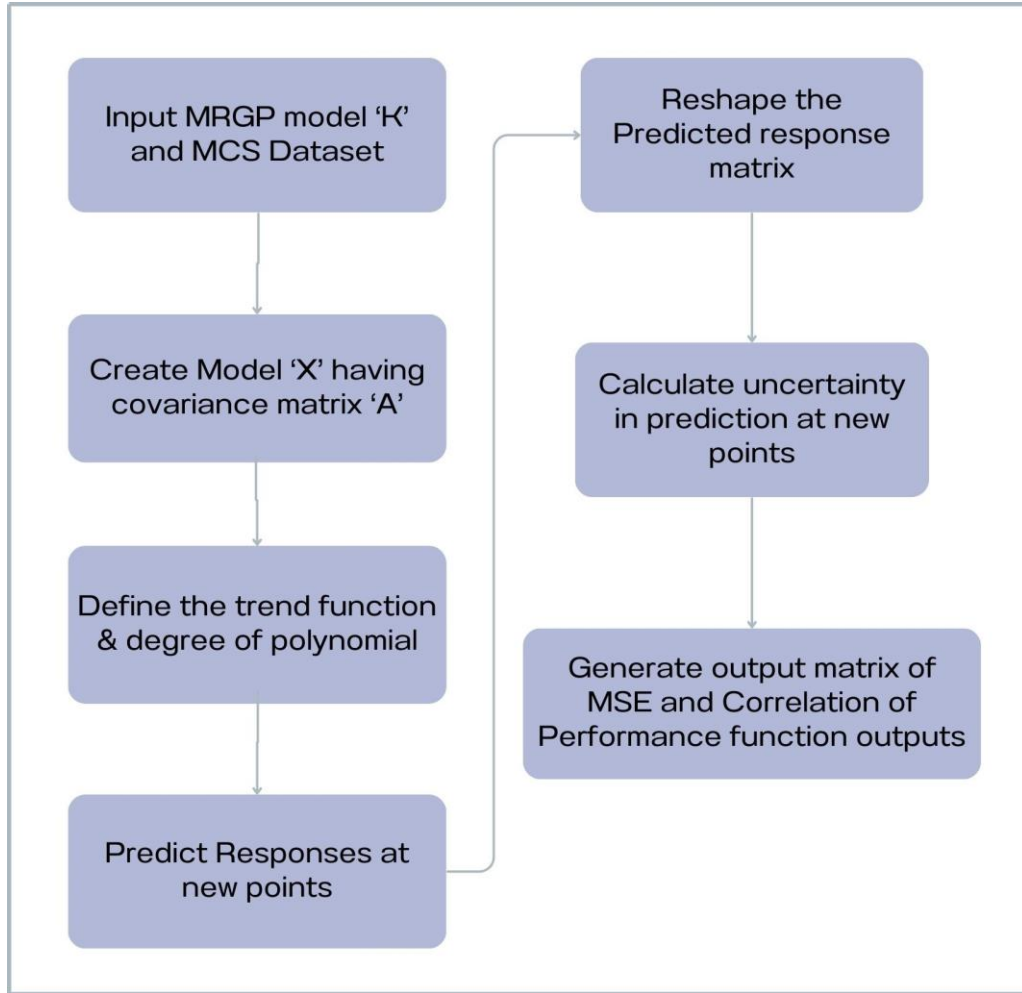 Input MRGP model ‘K’
and MCS Dataset
Create Model ‘X’ having
covariance matrix ‘A’
Define the trend function
& degree of polynomial
Predict Responses at
new points
Reshape the
Predicted response
matrix
Calculate uncertainty
in prediction at new
points
Generate output matrix of
MSE and Correlation of
Performance function outputs